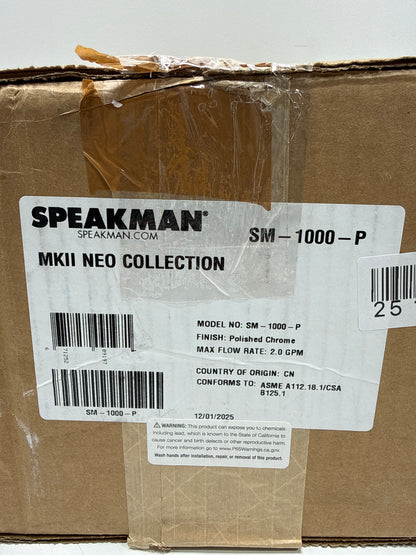 SPEAKMAN®
SPEAKMAN.COM
SM-1000-P
MKII NEO COLLECTION
25
MODEL NO: SM-1000-P
FINISH: Polished Chrome
MAX FLOW RATE: 2.0 GPM
COUNTRY OF ORIGIN: CN
CONFORMS TO: ASME A112.18.1/CSA
B125.1
SM-1000-P
12/01/2025
WARNING: This product can expose you to chemicals
including lead, which is known to the State of California to
cause cancer and birth defects or other reproductive harm.
For more information go to www.P65Warnings.ca.gov.
Wash hands after installation, repair, or removal of this product.